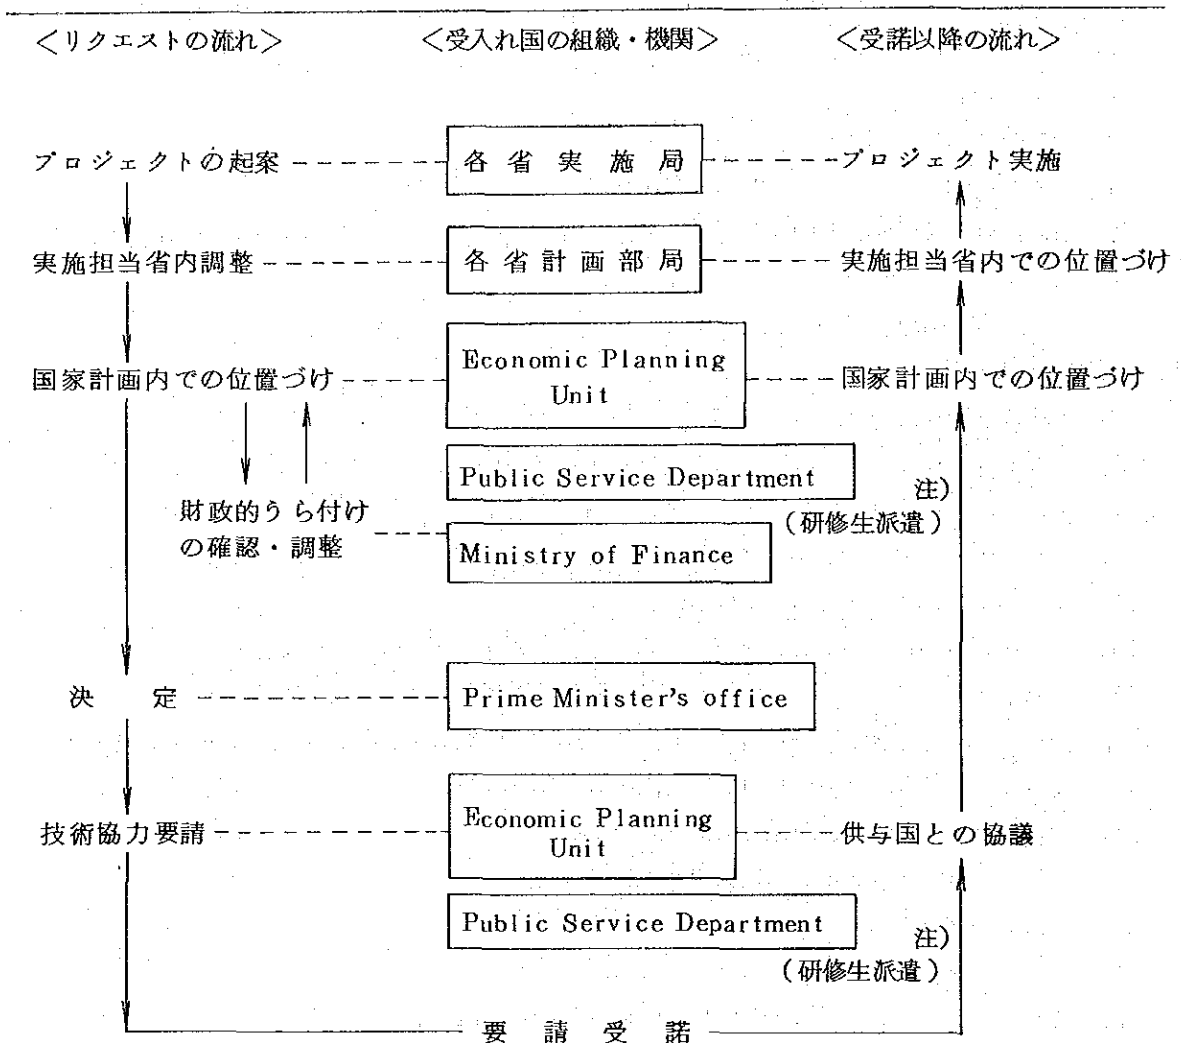 <リクエストの流れ> <受入れ国の組織・機関> <受諾以降の流れ>
プロジェクトの起案 各省実施局 プロジェクト実施
実施担当省内調整 各省計画部局 実施担当省内での位置づけ
国家計画内での位置づけ Economic Planning 国家計画内での位置づけ
Unit
Public Service Department 注)
(研修生派遣)
財政的うら付け
の確認・調整
Ministry of Finance
決定 Prime Minister's office
技術協力要請 Economic Planning 供与国との協議
Unit
Public Service Department 注)
(研修生派遣)
要請受諾